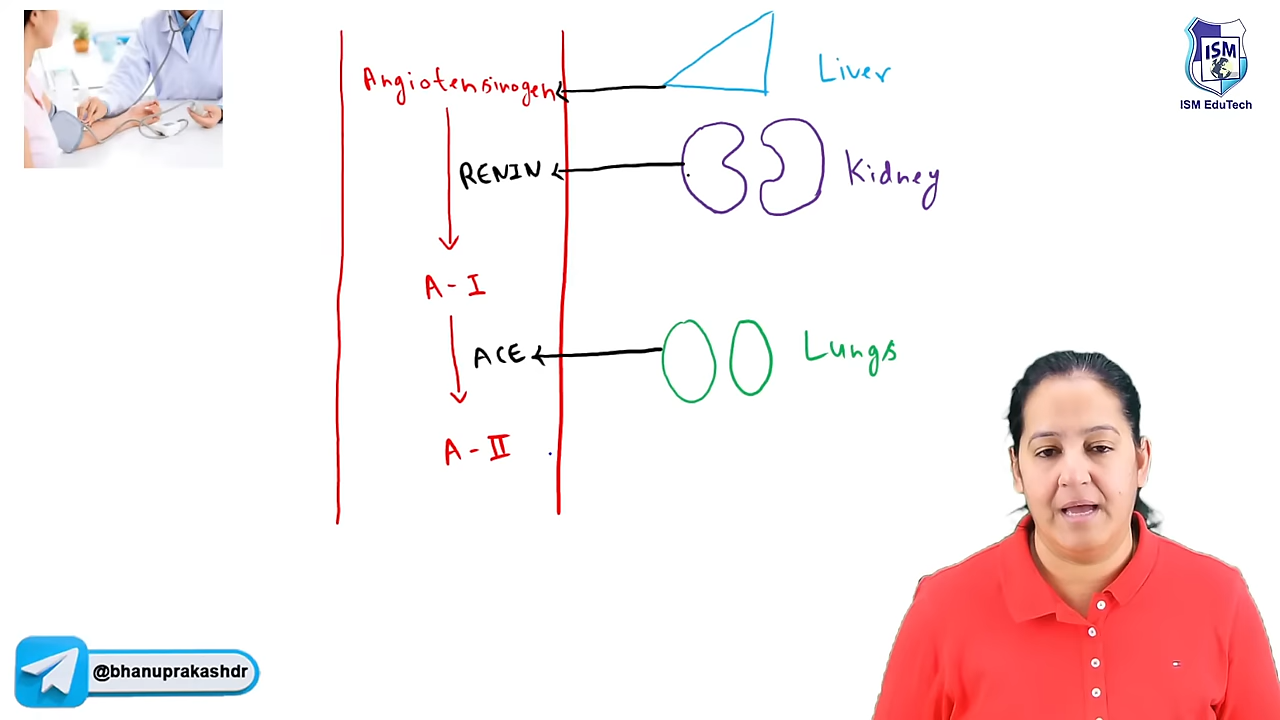 Angiotensinogen
Liver
RENIN
Kidney
A-I
ACE
Lungs
A-II
ISM
ISM EduTech
@bhanuprakashdr